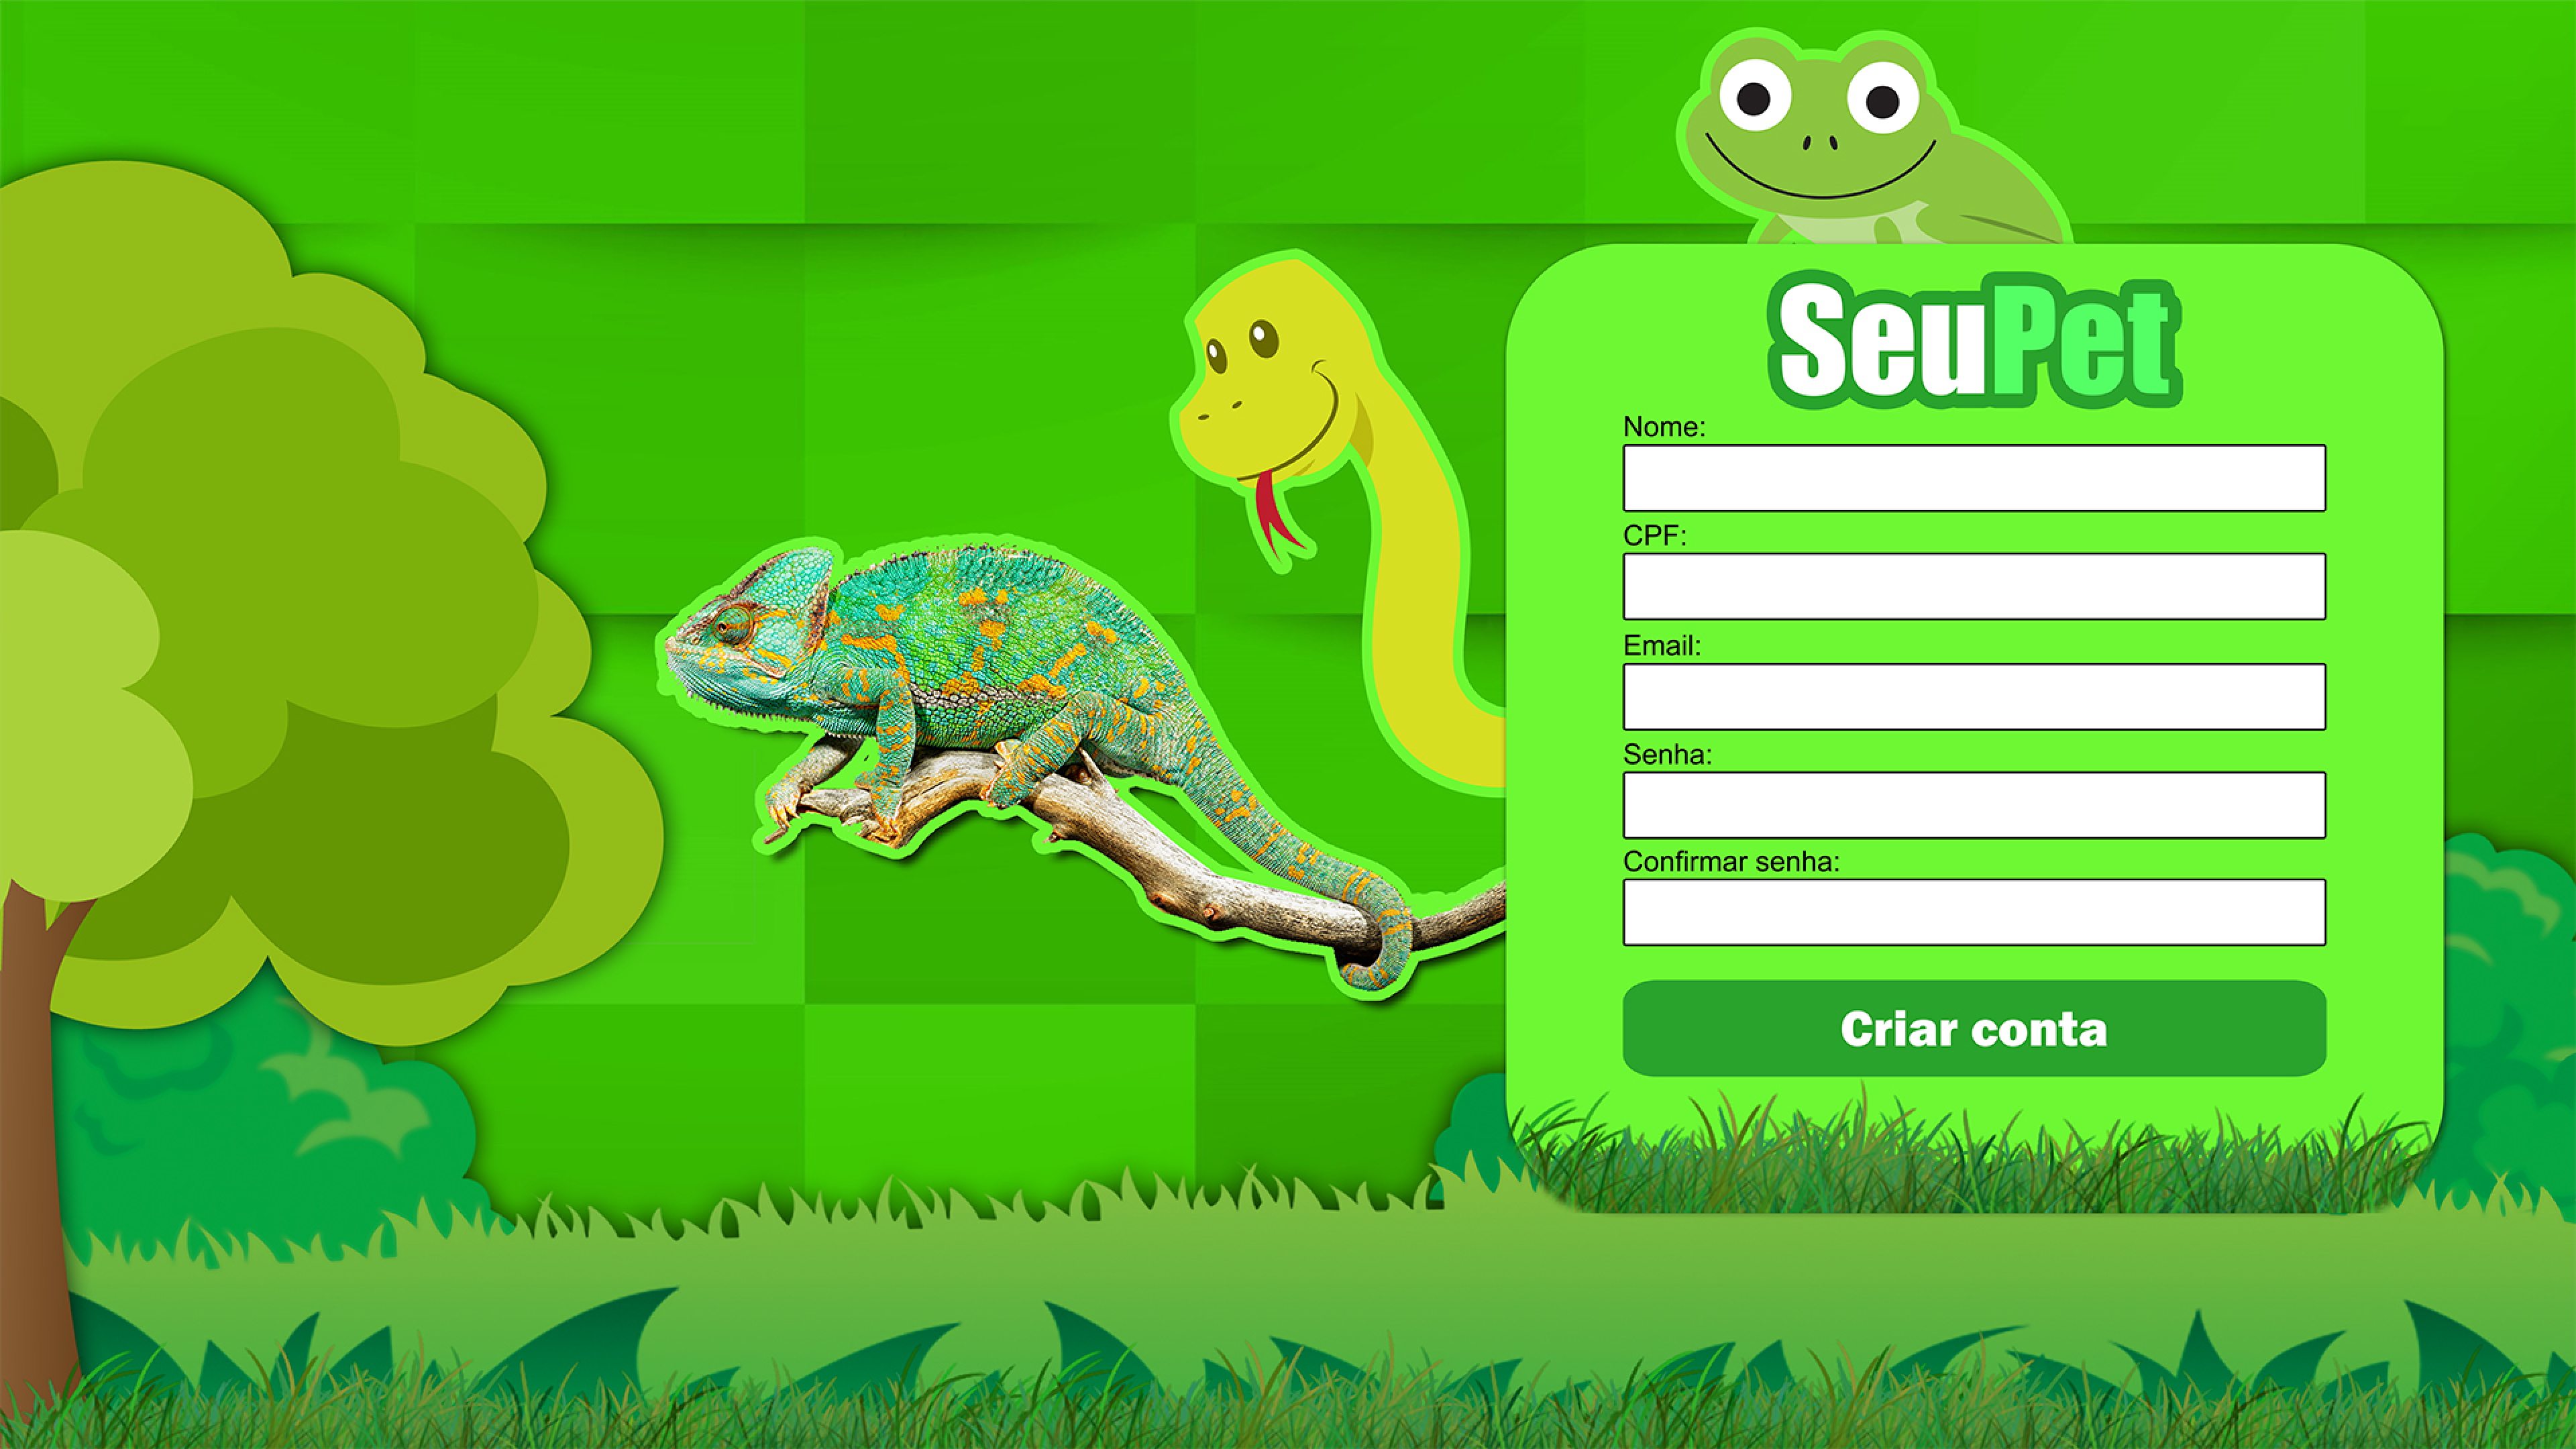 SeuPet
Nome:
CPF:
Email:
Senha:
Confirmar senha:
Criar conta